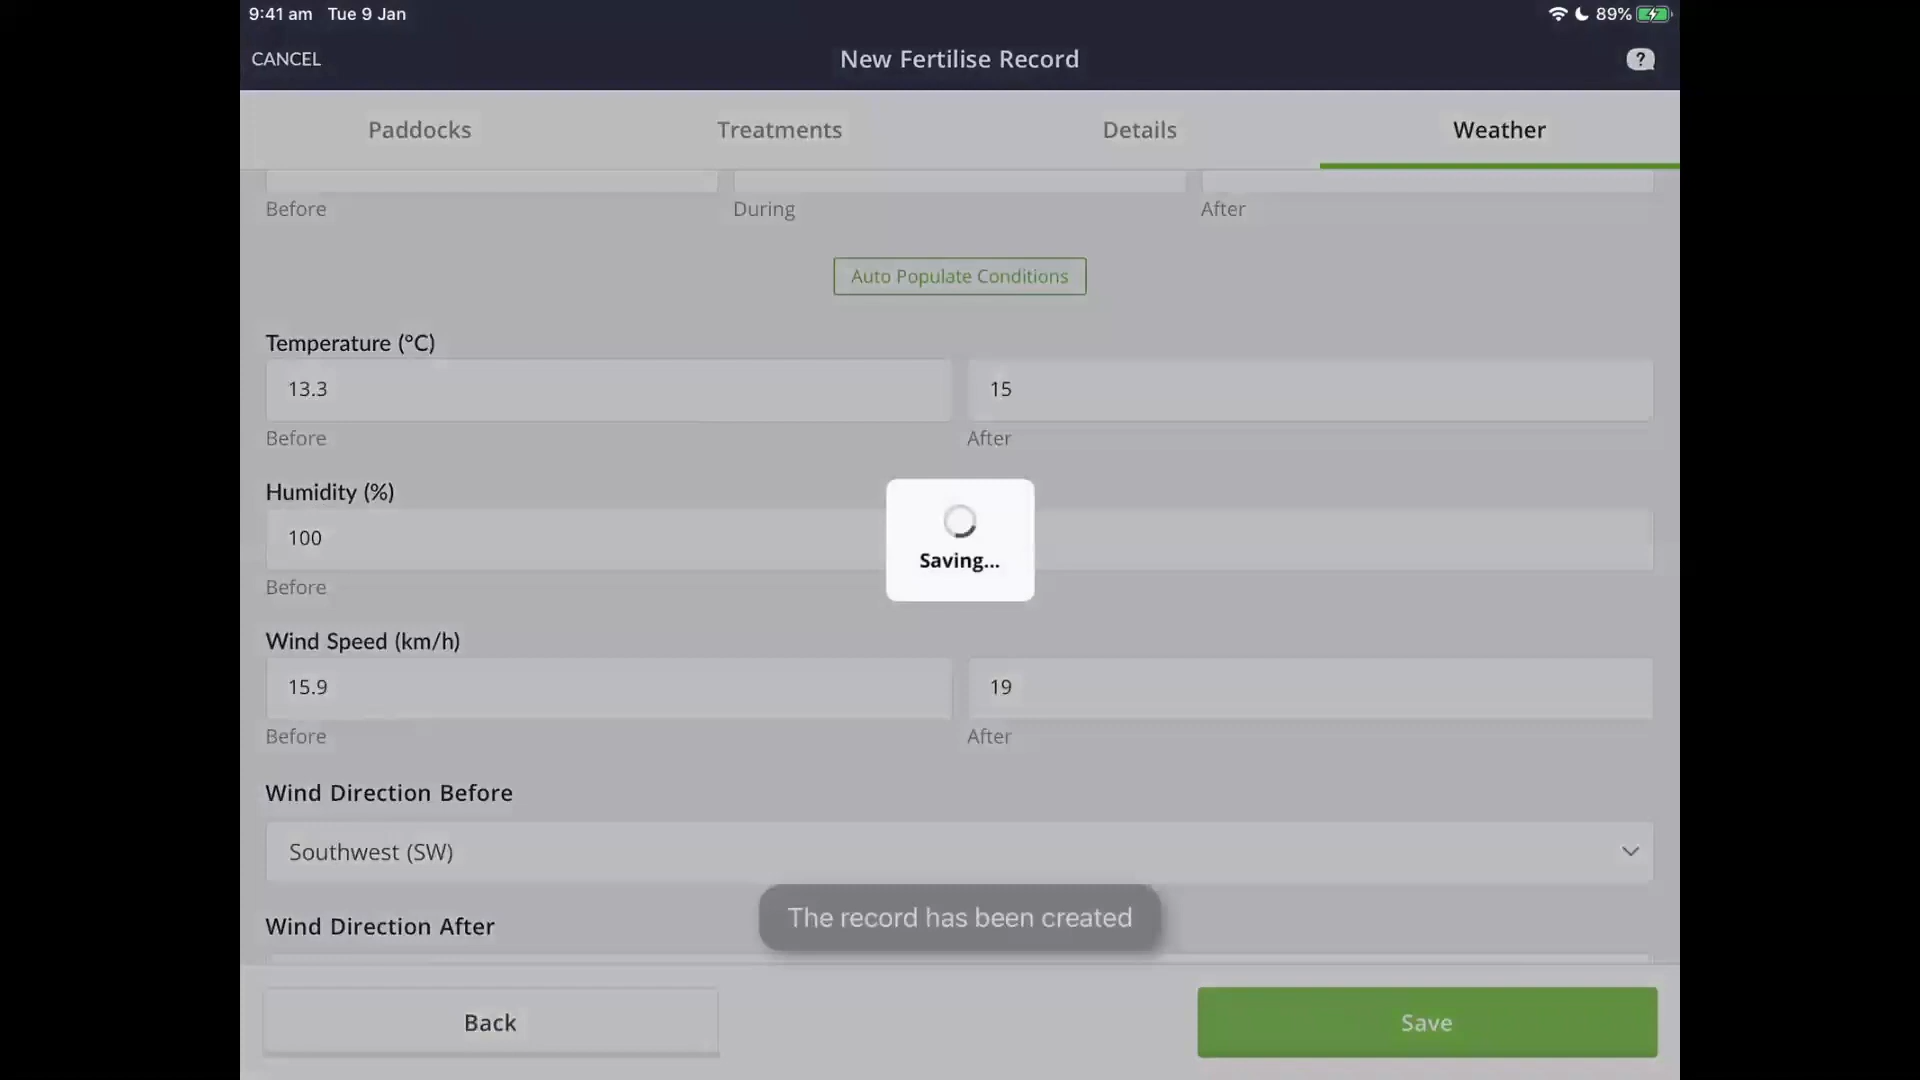 9:41 am Tue 9 Jan 89%
CANCEL New Fertilise Record ?
Paddocks Treatments Details Weather
Before During After
Auto Populate Conditions
Temperature (°C)
13.3 15
Before After
Humidity (%)
100
Before
Saving...
Wind Speed (km/h)
15.9 19
Before After
Wind Direction Before
Southwest (SW)
Wind Direction After
The record has been created
Back Save